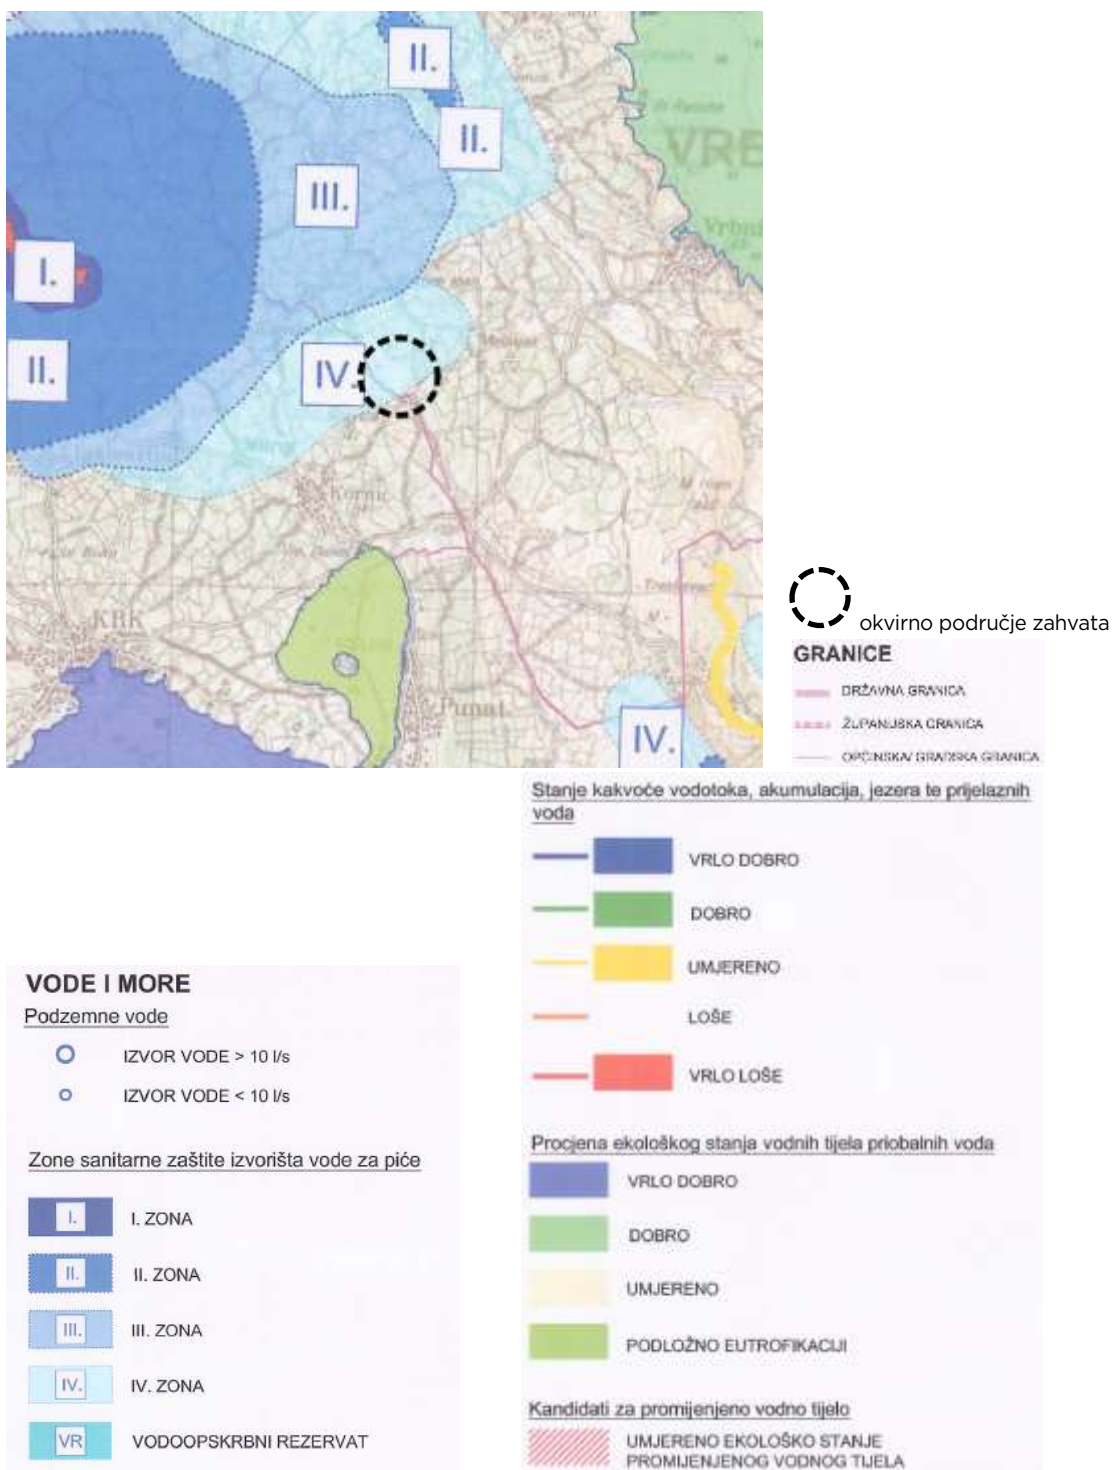 II.
II.
III.
VRB
Vrbni
I.
II.
IV.
Kornić
KRK
Punat
IV.
okvirno područje zahvata
GRANICE
DRŽAVNA GRANICA
ŽUPANIJSKA GRANICA
OPĆINSKA/ GRADSKA GRANICA
Stanje kakvoće vodotoka, akumulacija, jezera te prijelaznih
voda
VRLO DOBRO
DOBRO
UMJERENO
LOŠE
VRLO LOŠE
VODE I MORE
Podzemne vode
IZVOR VODE > 10 l/s
IZVOR VODE < 10 l/s
Zone sanitarne zaštite izvorišta vode za piće
I. I. ZONA
II. II. ZONA
III. III. ZONA
IV. IV. ZONA
VR VODOOPSKRBNI REZERVAT
Procjena ekološkog stanja vodnih tijela priobalnih voda
VRLO DOBRO
DOBRO
UMJERENO
PODLOŽNO EUTROFIKACIJI
Kandidati za promijenjeno vodno tijelo
UMJERENO EKOLOŠKO STANJE
PROMIJENJENOG VODNOG TIJELA